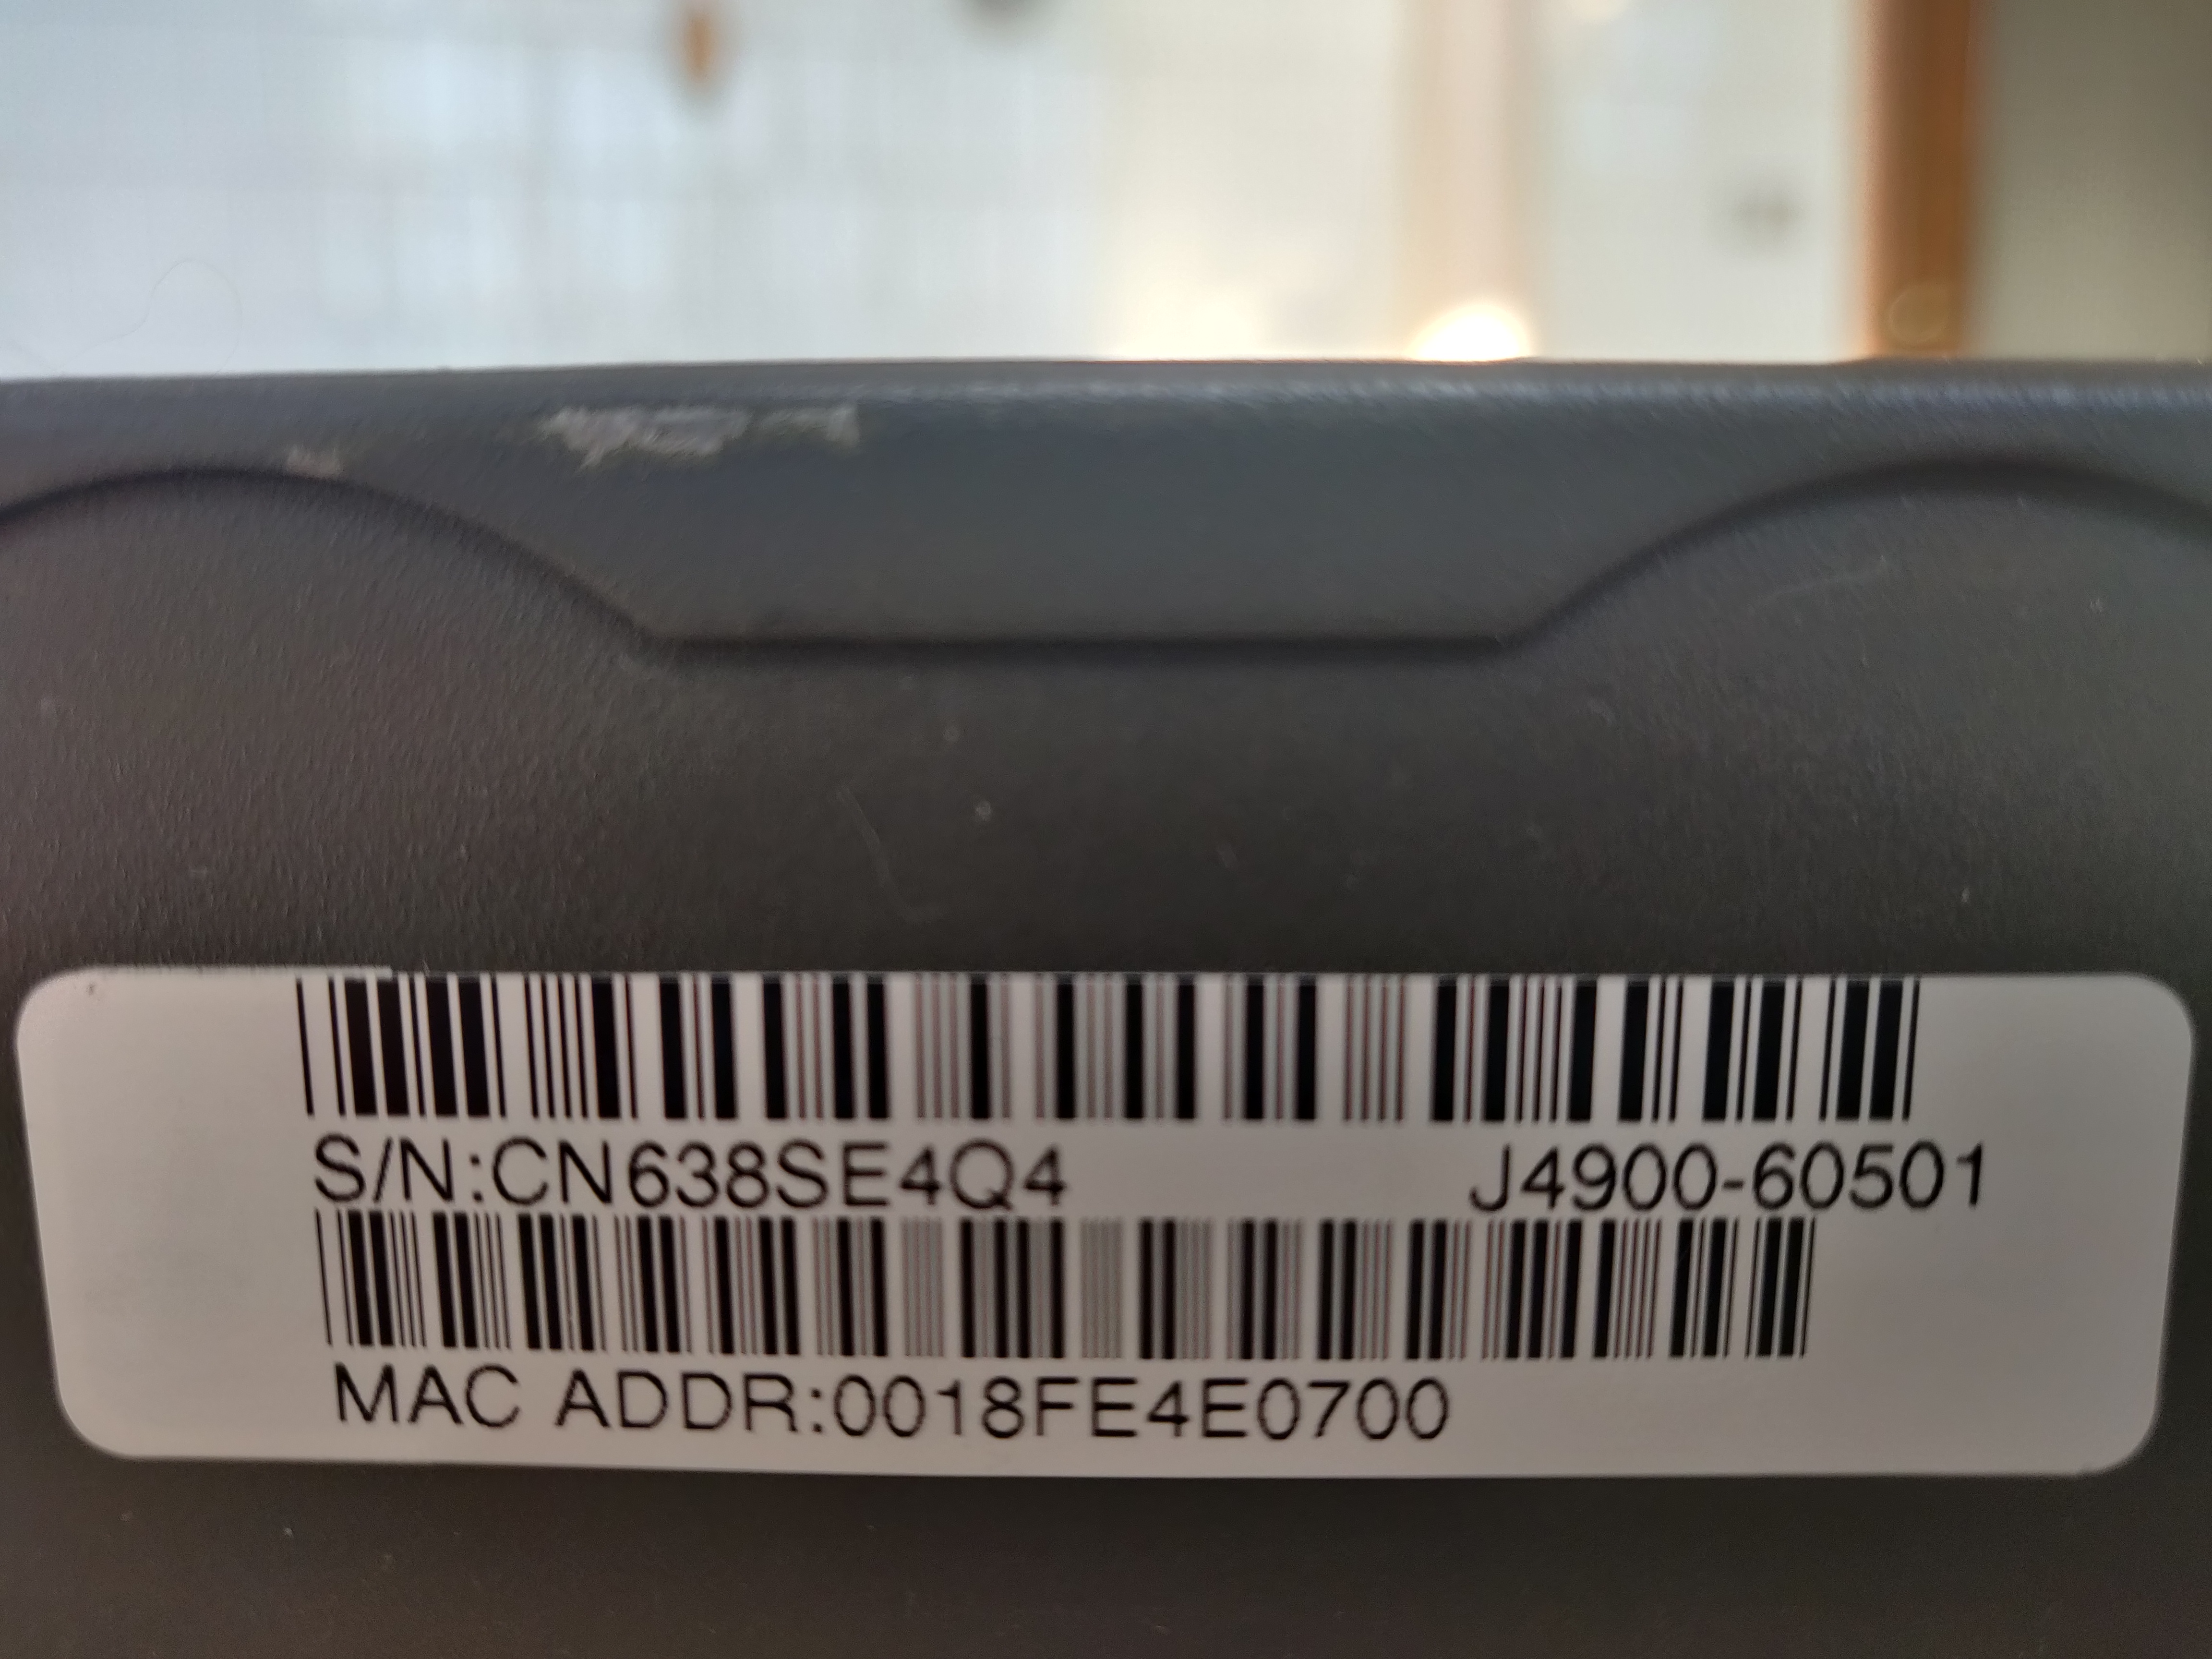 S/N:CN638SE4Q4 J4900-60501
MAC ADDR:0018FE4E0700